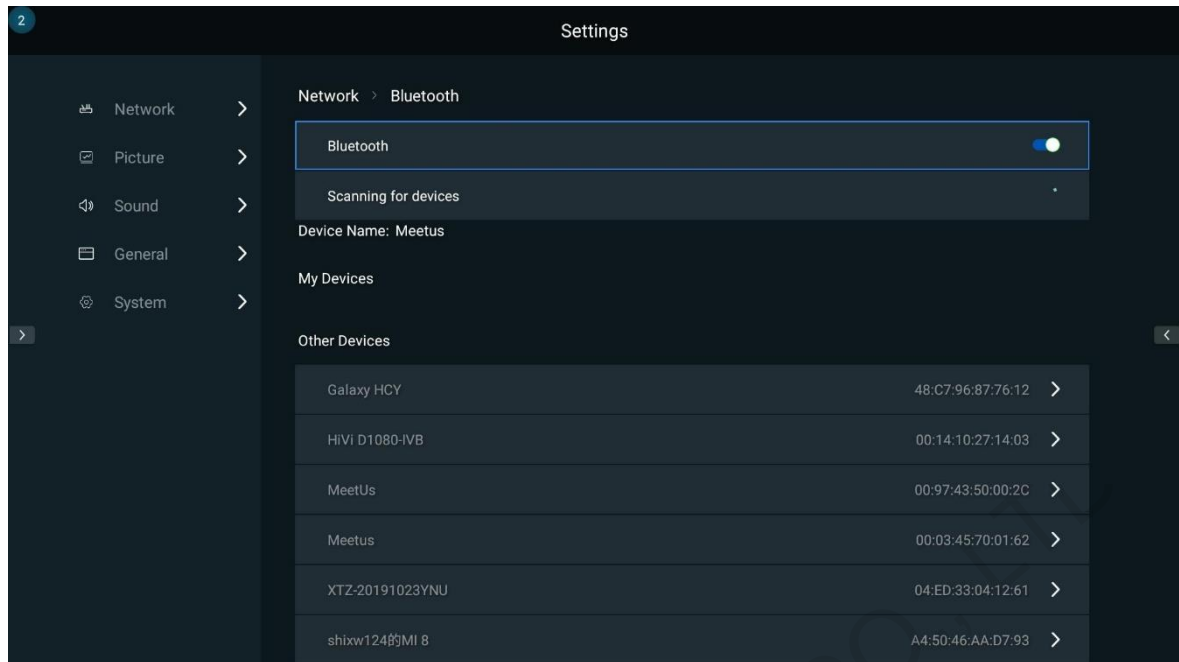 2
Settings
Network
Picture
Sound
General
System
Network > Bluetooth
Bluetooth
Scanning for devices
Device Name: Meetus
My Devices
Other Devices
Galaxy HCY 48:C7:96:87:76:12
HiVi D1080-IVB 00:14:10:27:14:03
MeetUs 00:97:43:50:00:2C
Meetus 00:03:45:70:01:62
XTZ-20191023YNU 04:ED:33:04:12:61
shixw124的MI 8 A4:50:46:AA:D7:93